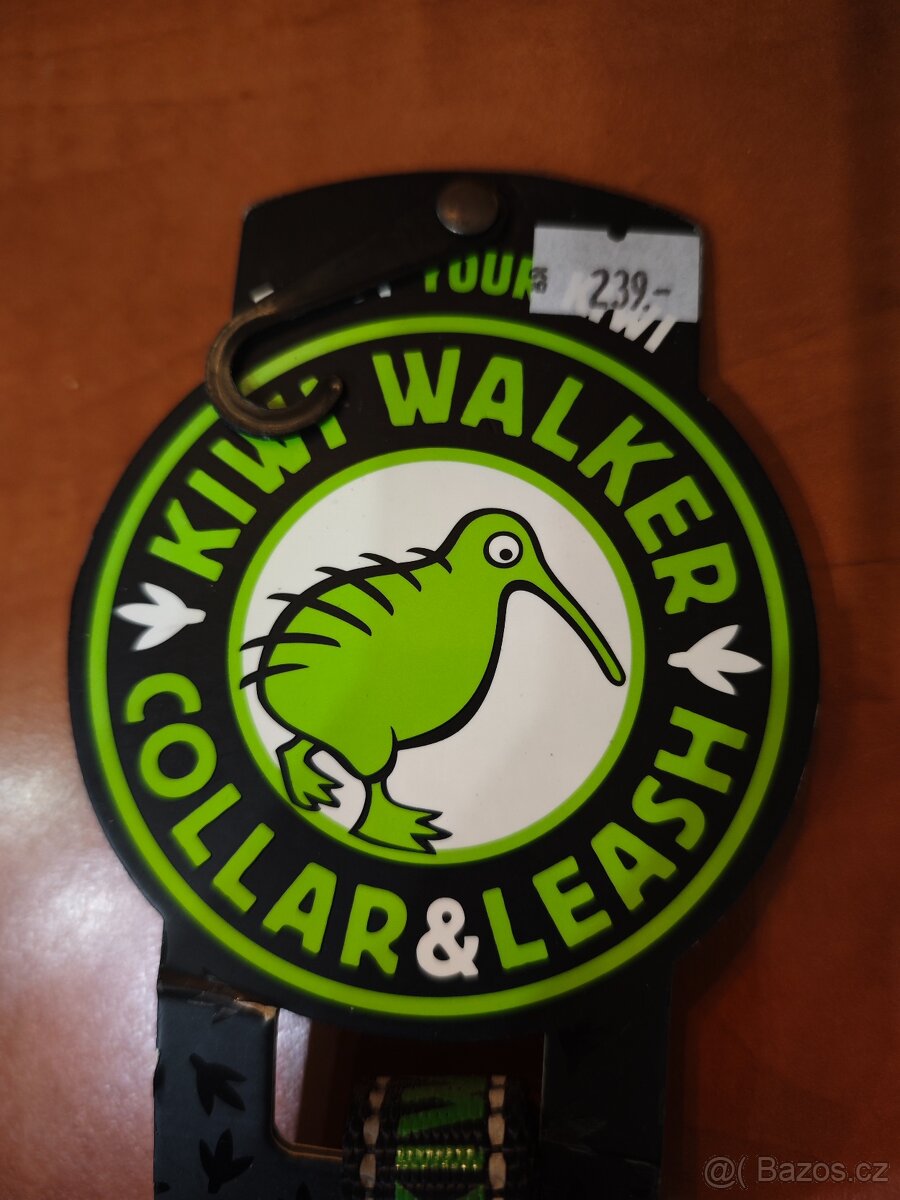 YOUR KIWI
239.-
KIWI WALKER
COLLAR & LEASH
@( Bazos.cz